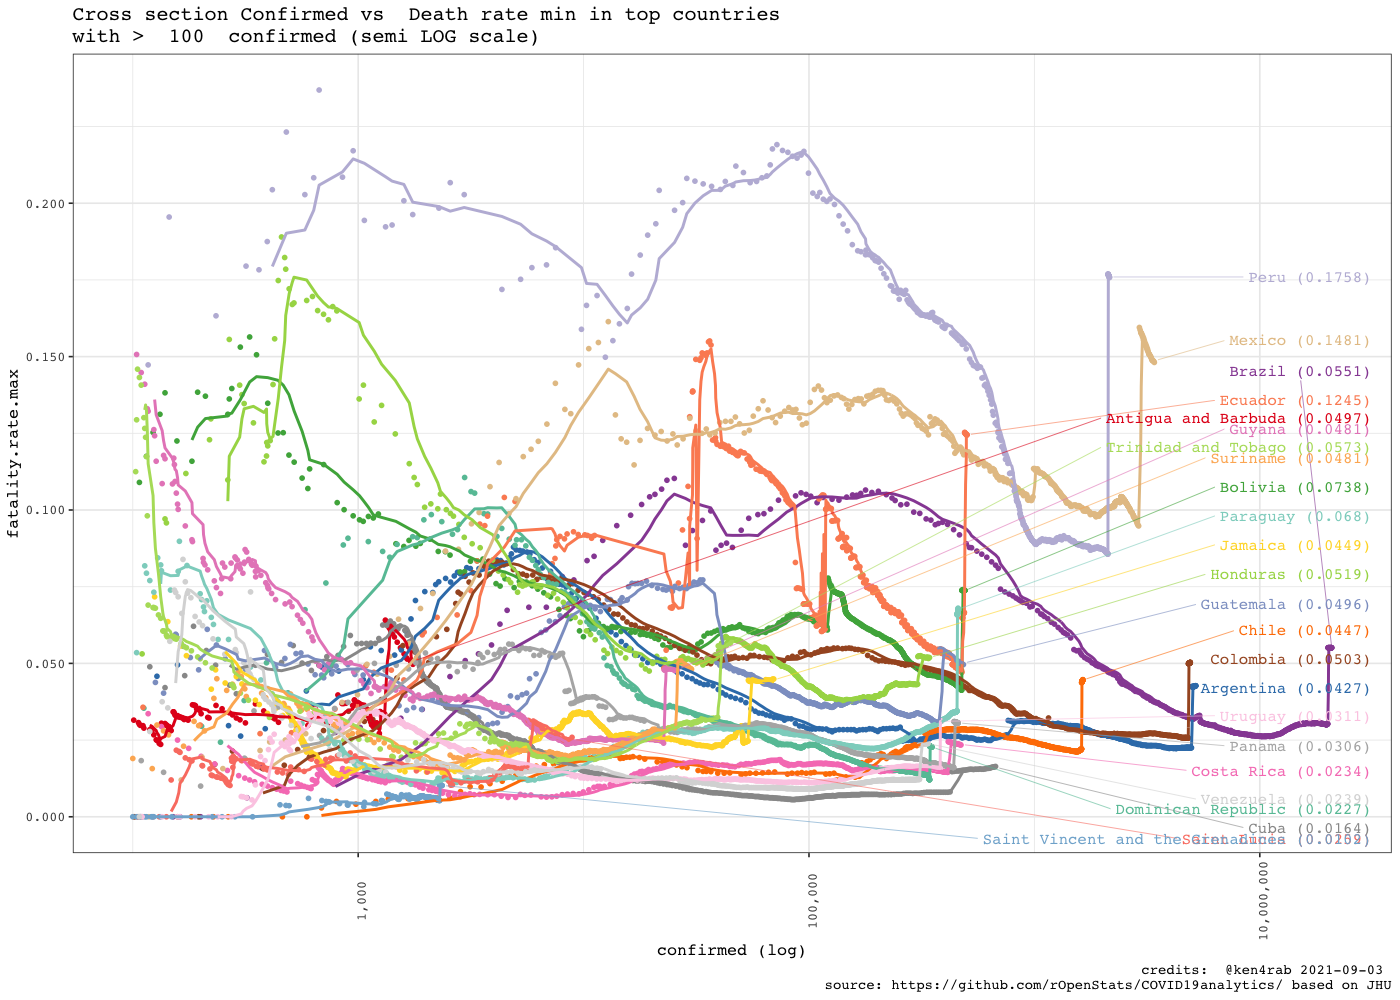 Cross section Confirmed vs  Death rate min in top countries
with >  100  confirmed (semi LOG scale)
fatality.rate.max
0.200
0.150
0.100
0.050
0.000
Peru (0.1758)
Mexico (0.1481)
Brazil (0.0551)
Ecuador (0.1245)
Antigua and Barbuda (0.0497)
Guyana (0.0481)
Trinidad and Tobago (0.0573)
Suriname (0.0481)
Bolivia (0.0738)
Paraguay (0.068)
Jamaica (0.0449)
Honduras (0.0519)
Guatemala (0.0496)
Chile (0.0447)
Colombia (0.0503)
Argentina (0.0427)
Uruguay (0.0311)
Panama (0.0306)
Costa Rica (0.0234)
Venezuela (0.0239)
Dominican Republic (0.0227)
Cuba (0.0164)
Saint Vincent and the Grenadines
1,000
100,000
10,000,000
confirmed (log)
credits:  @ken4rab 2021-09-03
source: https://github.com/rOpenStats/COVID19analytics/ based on JHU